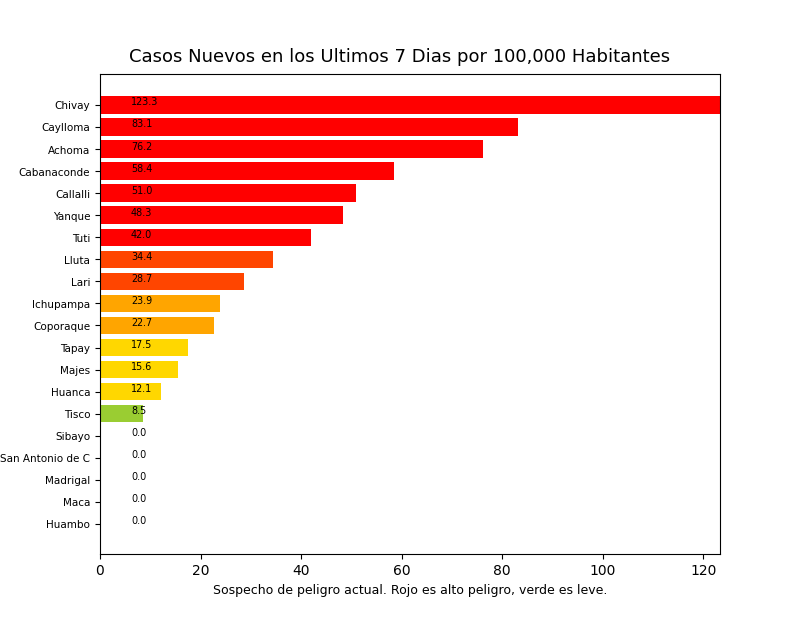 Casos Nuevos en los Ultimos 7 Dias por 100,000 Habitantes
Chivay 123.3
Caylloma 83.1
Achoma 76.2
Cabanaconde 58.4
Callalli 51.0
Yanque 48.3
Tuti 42.0
Lluta 34.4
Lari 28.7
Ichupampa 23.9
Coporaque 22.7
Tapay 17.5
Majes 15.6
Huanca 12.1
Tisco 8.5
Sibayo 0.0
San Antonio de C 0.0
Madrigal 0.0
Maca 0.0
Huambo 0.0
0 20 40 60 80 100 120
Sospecho de peligro actual. Rojo es alto peligro, verde es leve.